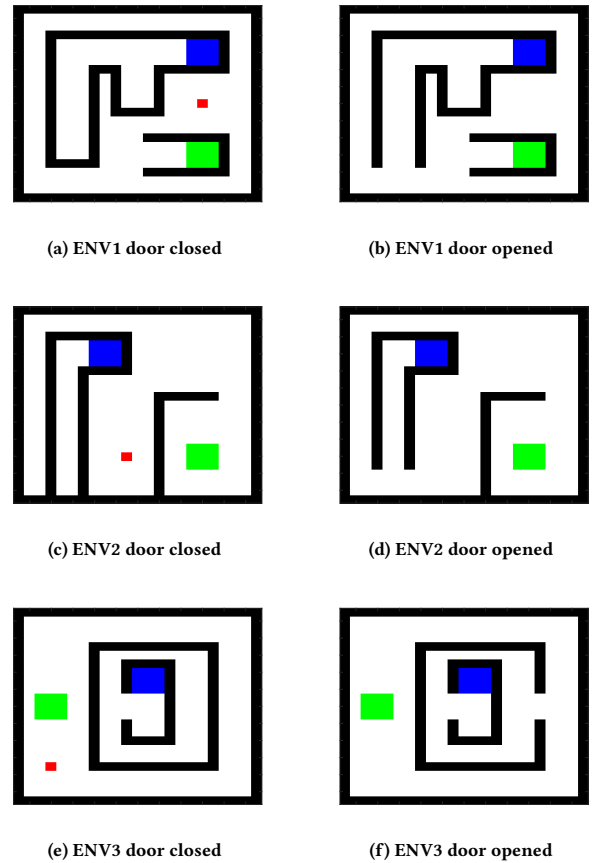 (a) ENV1 door closed
(b) ENV1 door opened
(c) ENV2 door closed
(d) ENV2 door opened
(e) ENV3 door closed
(f) ENV3 door opened